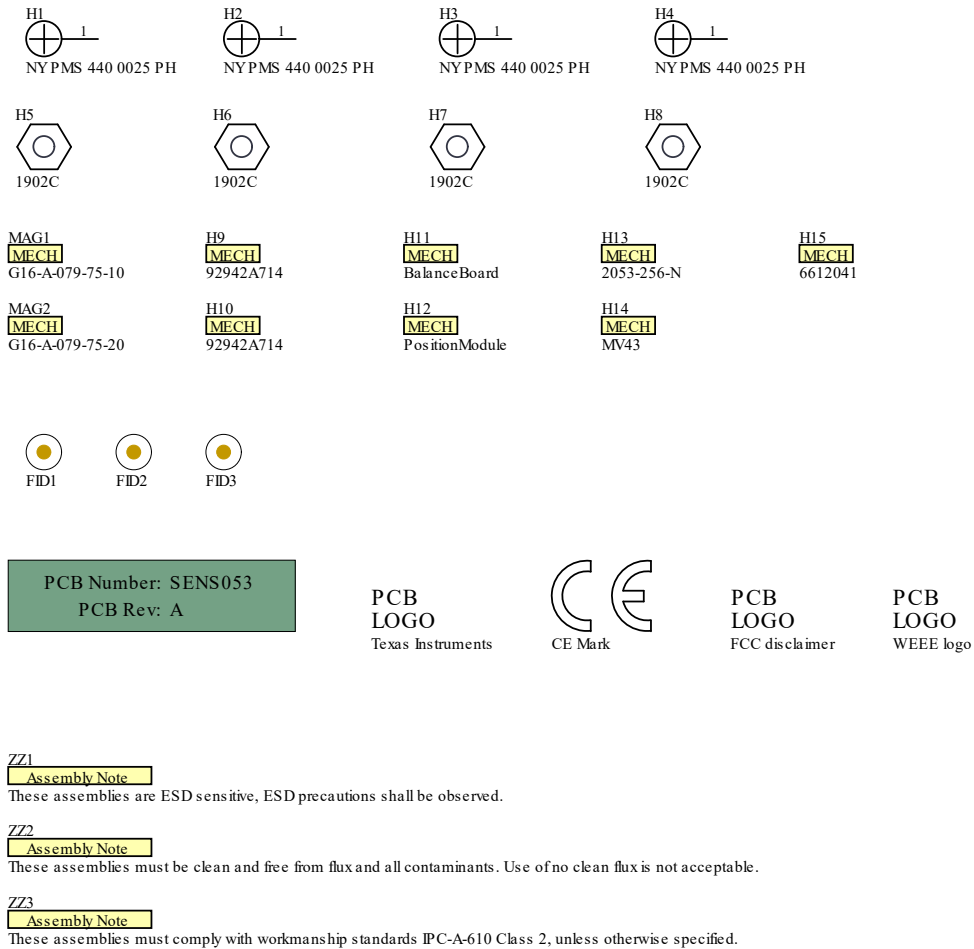 H1 H2 H3 H4
1 1 1 1
NY PMS 440 0025 PH NY PMS 440 0025 PH NY PMS 440 0025 PH NY PMS 440 0025 PH
H5 H6 H7 H8
1902C 1902C 1902C 1902C
MAG1 H9 H11 H13 H15
MECH MECH MECH MECH MECH
G16-A-079-75-10 92942A714 BalanceBoard 2053-256-N 6612041
MAG2 H10 H12 H14
MECH MECH MECH MECH
G16-A-079-75-20 92942A714 PositionModule MV43
FID1 FID2 FID3
PCB Number: SENS053
PCB Rev: A
PCB
LOGO
Texas Instruments
CE
CE Mark
PCB
LOGO
FCC disclaimer
PCB
LOGO
WEEE logo
ZZ1
Assembly Note
These assemblies are ESD sensitive, ESD precautions shall be observed.
ZZ2
Assembly Note
These assemblies must be clean and free from flux and all contaminants. Use of no clean flux is not acceptable.
ZZ3
Assembly Note
These assemblies must comply with workmanship standards IPC-A-610 Class 2, unless otherwise specified.